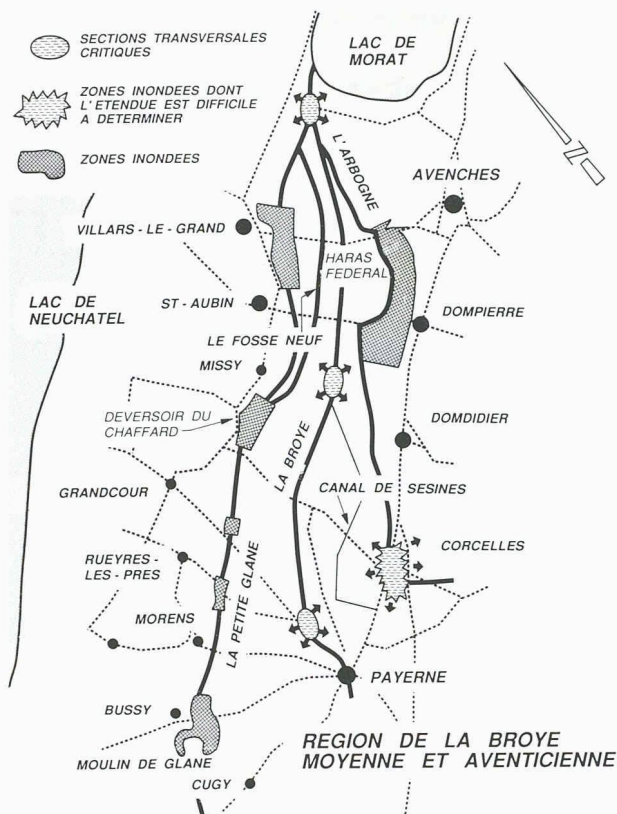 SECTIONS TRANSVERSALES
CRITIQUES
ZONES INONDEES DONT
L'ETENDUE EST DIFFICILE
A DETERMINER
ZONES INONDEES
LAC DE
MORAT
N
L'ARBOGNE
AVENCHES
VILLARS-LE-GRAND
HARAS
FEDERAL
LAC DE
NEUCHATEL
ST-AUBIN
DOMPIERRE
LE FOSSE NEUF
MISSY
DEVERSOIR DU
CHAFFARD
LA BROYE
DOMDIDIER
GRANDCOUR
CANAL DE SESINES
CORCELLES
RUEYRES-
LES-PRES
LA PETITE GLANE
MORENS
PAYERNE
BUSSY
MOULIN DE GLANE
CUGY
REGION DE LA BROYE
MOYENNE ET AVENTICIENNE